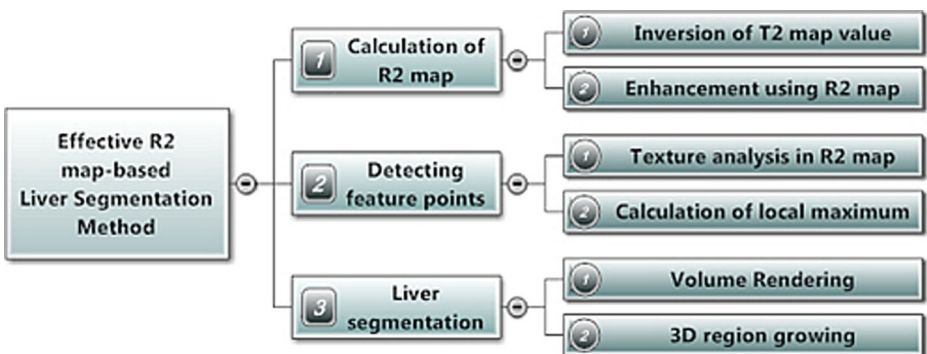 Effective R2
map-based
Liver Segmentation
Method
1
Calculation of
R2 map
1
Inversion of T2 map value
2
Enhancement using R2 map
2
Detecting
feature points
1
Texture analysis in R2 map
2
Calculation of local maximum
3
Liver
segmentation
1
Volume Rendering
2
3D region growing